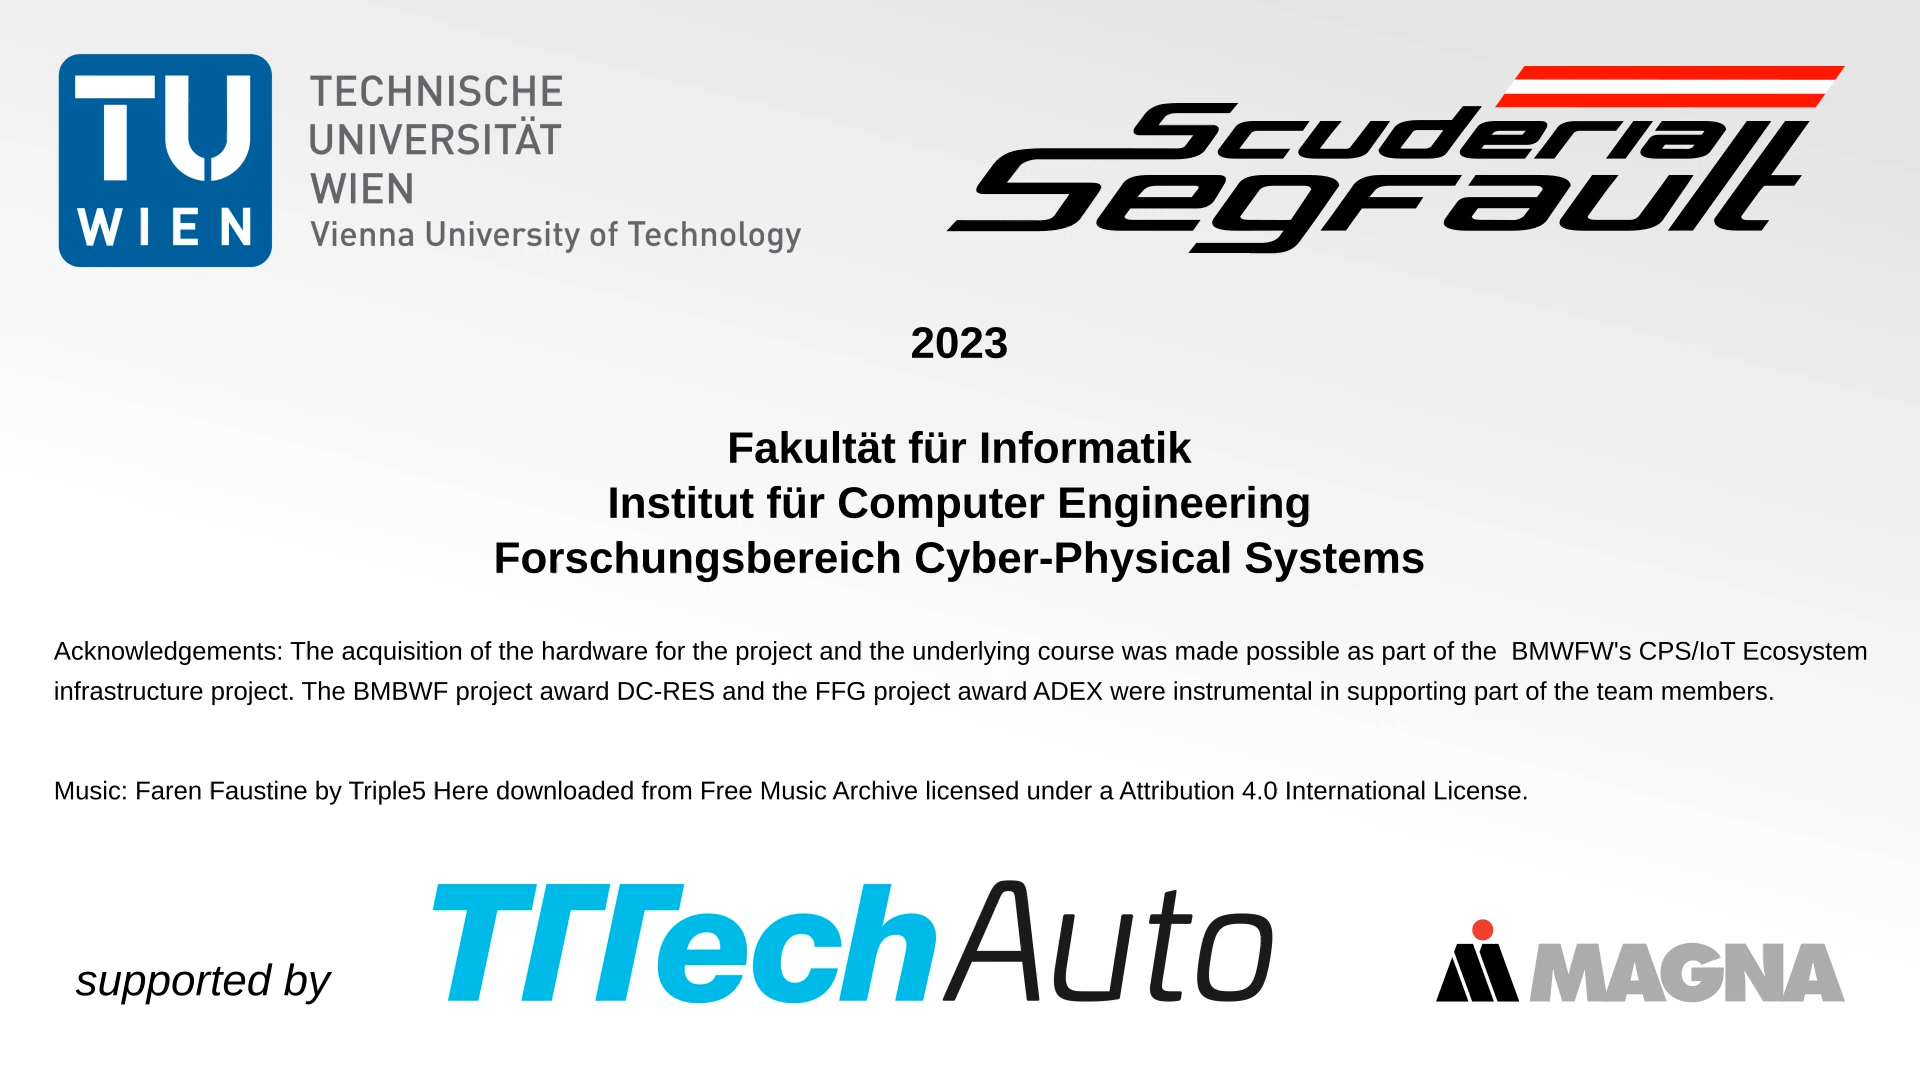 TU
WIEN
TECHNISCHE
UNIVERSITÄT
WIEN
Vienna University of Technology
Scuderia
Segfault
2023
Fakultät für Informatik
Institut für Computer Engineering
Forschungsbereich Cyber-Physical Systems
Acknowledgements: The acquisition of the hardware for the project and the underlying course was made possible as part of the  BMWFW's CPS/IoT Ecosystem
infrastructure project. The BMBWF project award DC-RES and the FFG project award ADEX were instrumental in supporting part of the team members.
Music: Faren Faustine by Triple5 Here downloaded from Free Music Archive licensed under a Attribution 4.0 International License.
supported by
TTTechAuto
MAGNA